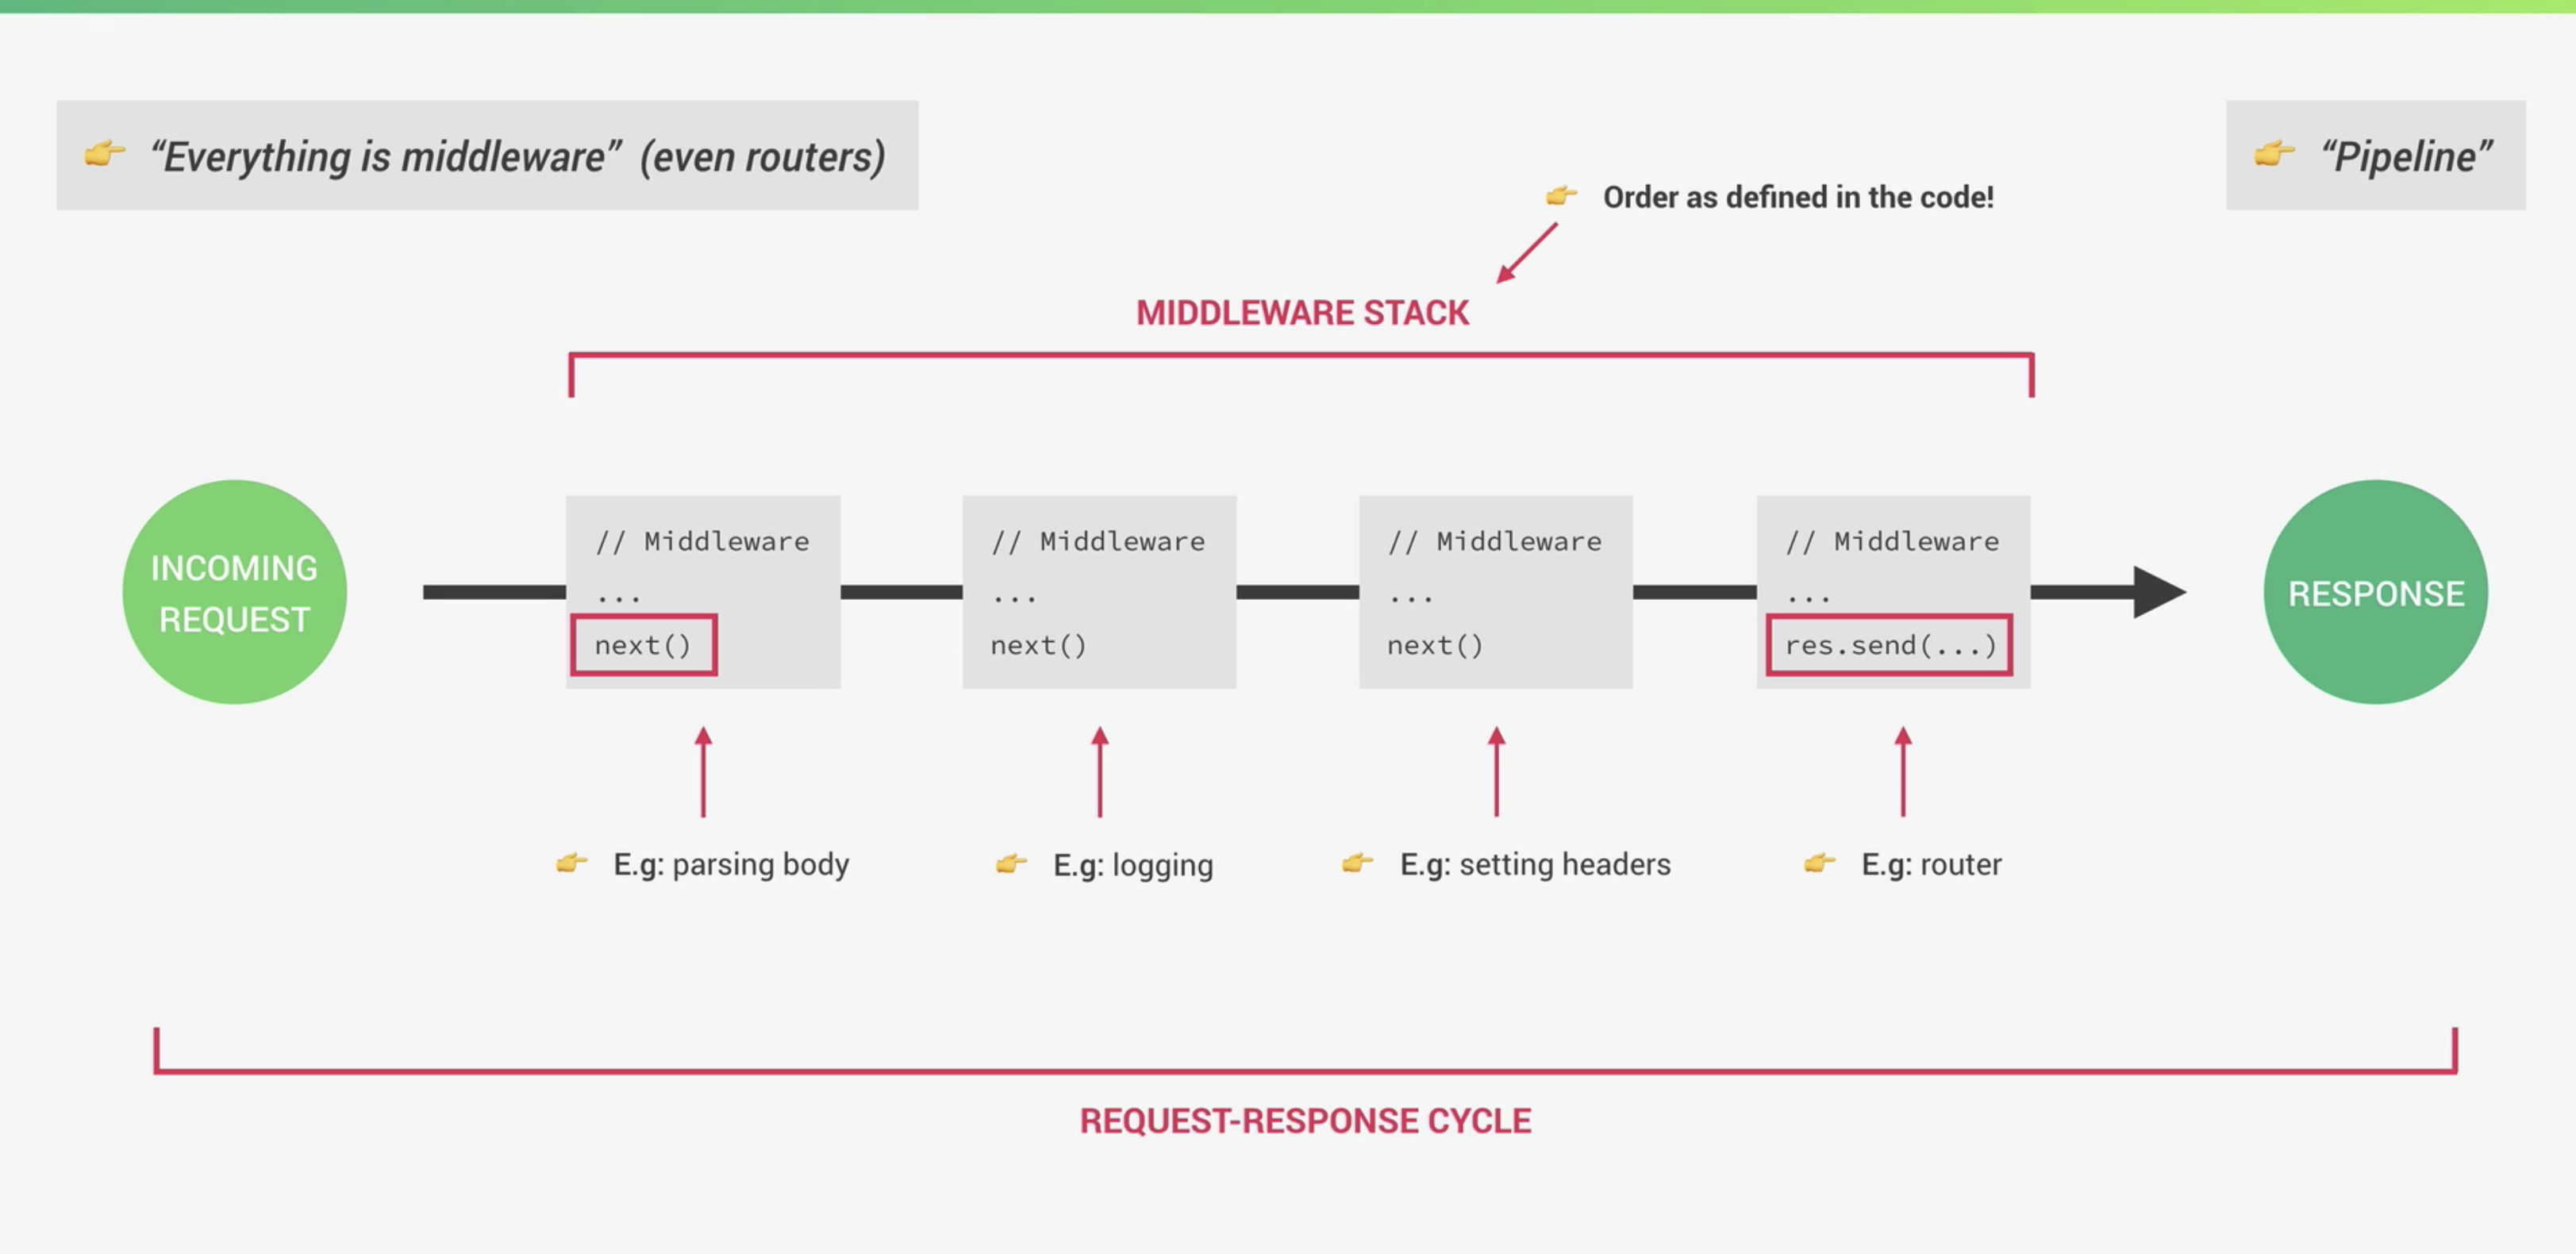 👉 “Everything is middleware” (even routers)
👉 “Pipeline”
👉 Order as defined in the code!
MIDDLEWARE STACK
INCOMING
REQUEST
// Middleware
...
next()
// Middleware
...
next()
// Middleware
...
next()
// Middleware
...
res.send(...)
RESPONSE
👉 E.g: parsing body
👉 E.g: logging
👉 E.g: setting headers
👉 E.g: router
REQUEST-RESPONSE CYCLE